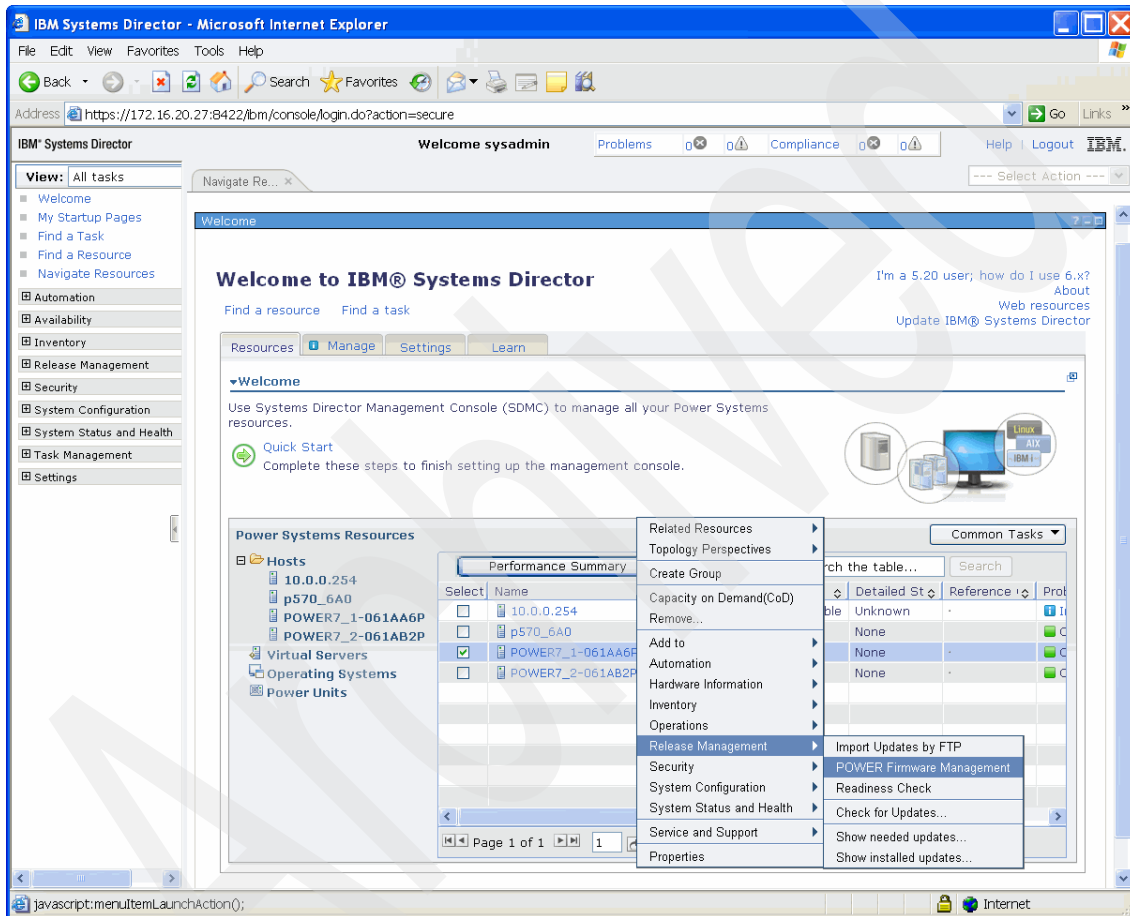 IBM Systems Director - Microsoft Internet Explorer
File Edit View Favorites Tools Help
Back Search Favorites
Address https://172.16.20.27:8422/ibm/console/login.do?action=secure Go Links »
IBM® Systems Director Welcome sysadmin Problems 0 0 Compliance 0 0 Help | Logout IBM.
View: All tasks
Navigate Re... ×
--- Select Action ---
Welcome
My Startup Pages
Find a Task
Find a Resource
Navigate Resources
Automation
Availability
Inventory
Release Management
Security
System Configuration
System Status and Health
Task Management
Settings
Welcome
Welcome to IBM® Systems Director
I'm a 5.20 user; how do I use 6.x?
About
Web resources
Update IBM® Systems Director
Find a resource Find a task
Resources Manage Settings Learn
Welcome
Use Systems Director Management Console (SDMC) to manage all your Power Systems
resources.
Quick Start
Complete these steps to finish setting up the management console.
Linux
AIX
IBM i
Power Systems Resources
Hosts
10.0.0.254
p570_6A0
POWER7_1-061AA6P
POWER7_2-061AB2P
Virtual Servers
Operating Systems
Power Units
Common Tasks
Performance Summary
rch the table... Search
Select Name Detailed St Reference Prob
10.0.0.254 ble Unknown
p570_6A0 None
POWER7_1-061AA6P None
POWER7_2-061AB2P None
Page 1 of 1 1
Related Resources
Topology Perspectives
Create Group
Capacity on Demand(CoD)
Remove...
Add to
Automation
Hardware Information
Inventory
Operations
Release Management
Security
System Configuration
System Status and Health
Service and Support
Properties
Import Updates by FTP
POWER Firmware Management
Readiness Check
Check for Updates...
Show needed updates...
Show installed updates...
javascript:menuItemLaunchAction();
Internet
Archived